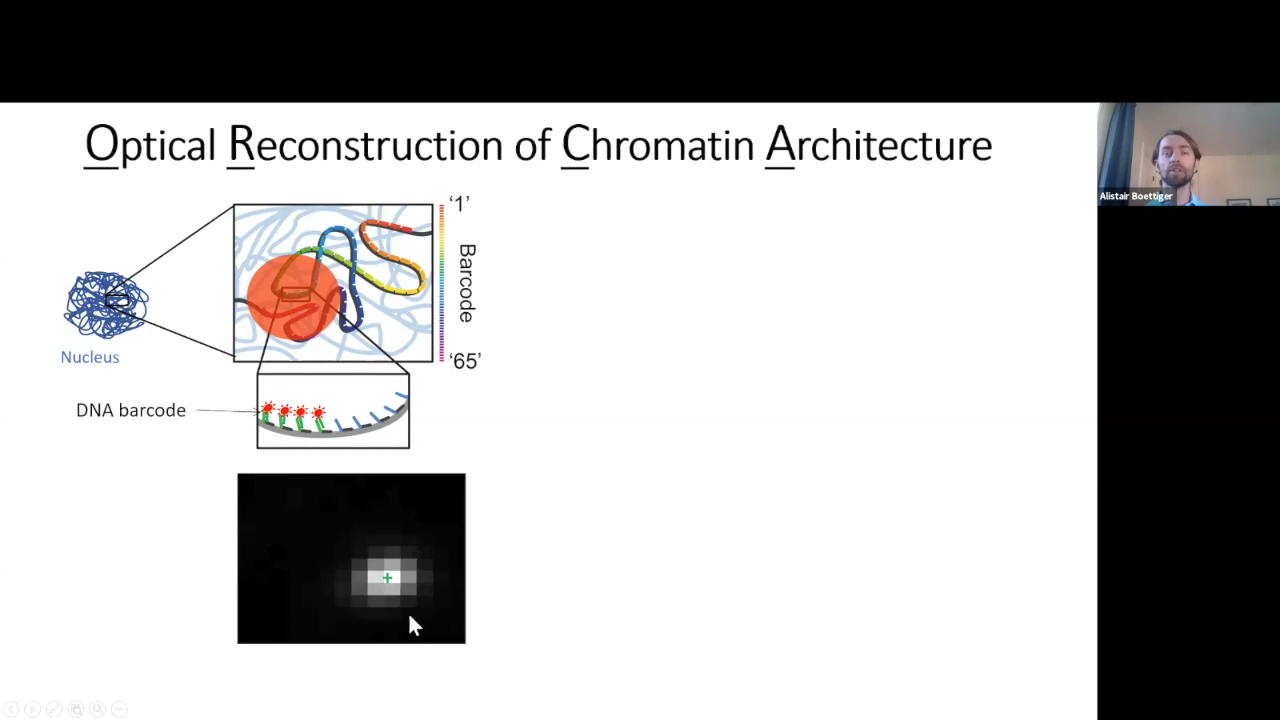 Optical Reconstruction of Chromatin Architecture
Alistair Boettiger
‘1’
Barcode
‘65’
Nucleus
DNA barcode